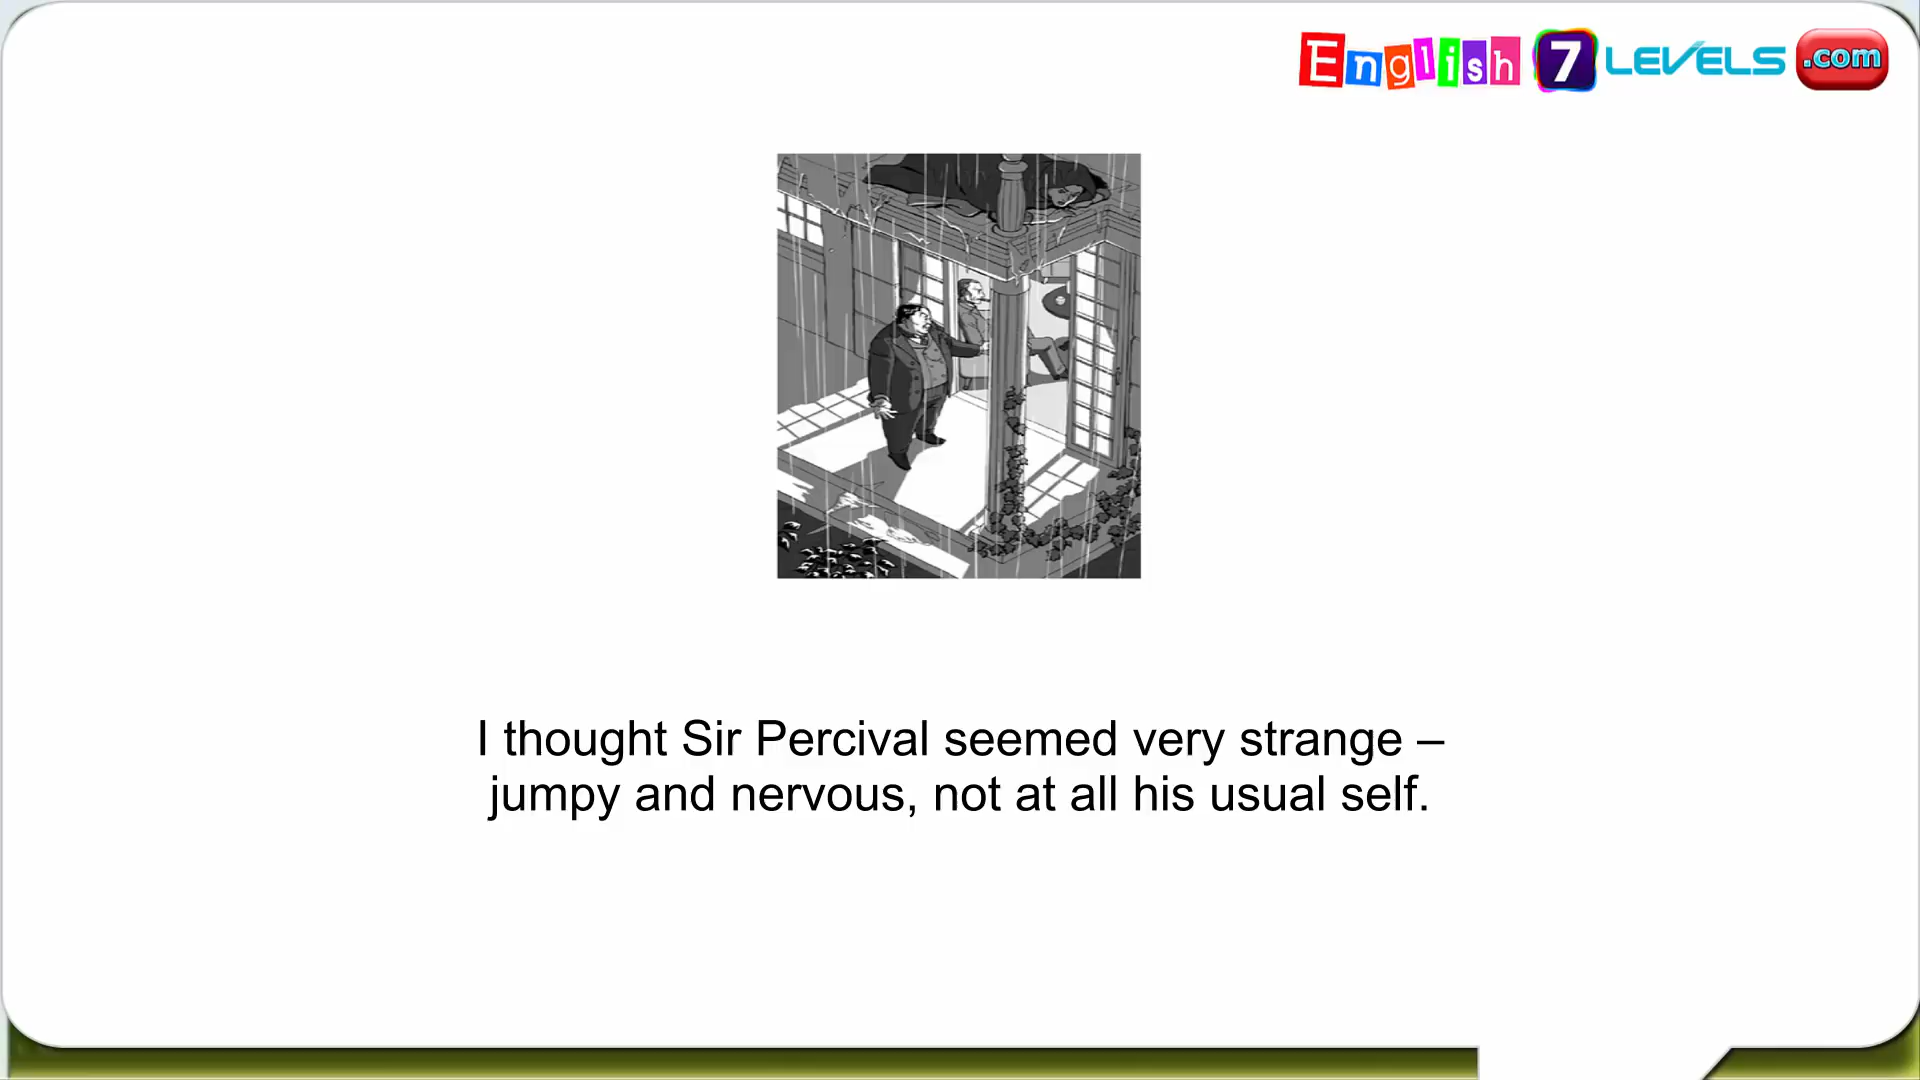 English 7 LEVELS .com
I thought Sir Percival seemed very strange –
jumpy and nervous, not at all his usual self.